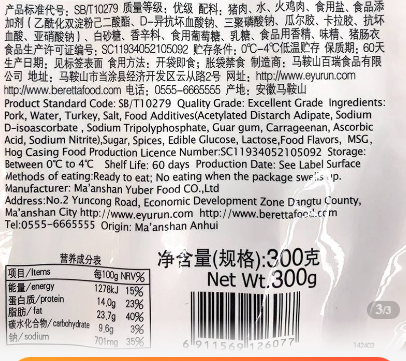 产品标准代号: SB/T10279 质量等级: 优级 配料: 猪肉、水、火鸡肉、食用盐、食品添
加剂 (乙酰化双淀粉己二酸酯、D-异抗坏血酸钠、三聚磷酸钠、瓜尔胶、卡拉胶、抗坏
血酸、亚硝酸钠) 、白砂糖、香辛料、食用葡萄糖、乳糖、食品用香精、味精、猪肠衣
食品生产许可证编号: SC11934052105092 贮存条件: 0℃-4℃低温贮存 保质期: 60天
生产日期: 见标签表面 食用方法: 开袋即食; 胀袋禁食 制造商: 马鞍山百瑞食品有限
公司 地址: 马鞍山市当涂县经济开发区云从路2号 网址: http://www.eyurun.com
http://www.berettafood.com 电话: 0555-6665555 产地: 安徽马鞍山
Product Standard Code: SB/T10279 Quality Grade: Excellent Grade Ingredients:
Pork, Water, Turkey, Salt, Food Additives(Acetylated Distarch Adipate, Sodium
D-isoascorbate , Sodium Tripolyphosphate, Guar gum, Carrageenan, Ascorbic
Acid, Sodium Nitrite),Sugar, Spices, Edible Glucose, Lactose,Food Flavors, MSG,
Hog Casing Food Production Licence Number:SC11934052105092 Storage:
Between 0℃ to 4℃ Shelf Life: 60 days Production Date: See Label Surface
Methods of eating:Ready to eat; No eating when the package swells up.
Manufacturer: Ma'anshan Yuber Food CO.,Ltd
Address:No.2 Yuncong Road, Economic Development Zone Dangtu County,
Ma'anshan City http://www.eyurun.com http://www.berettafood.com
Tel:0555-6665555 Origin: Ma'anshan Anhui
营养成分表
项目/Items 每100g NRV%
能量/energy 1278kJ 15%
蛋白质/protein 14.0g 23%
脂肪/fat 23.7g 40%
碳水化合物/carbohydrate 9.6g 3%
钠/sodium 701mg 35%
净含量(规格):300克
Net Wt.300g
6 911569 126077
3/3
142403